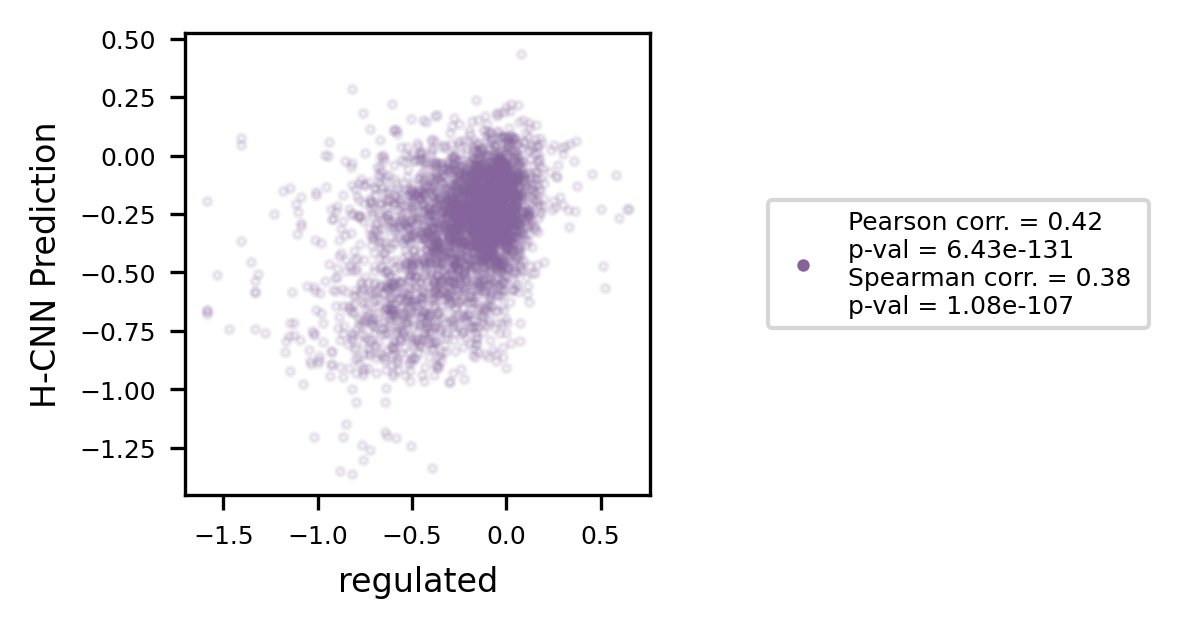 0.50
0.25
0.00
−0.25
−0.50
−0.75
−1.00
−1.25
H-CNN Prediction
−1.5 −1.0 −0.5 0.0 0.5
regulated
Pearson corr. = 0.42
p-val = 6.43e-131
Spearman corr. = 0.38
p-val = 1.08e-107